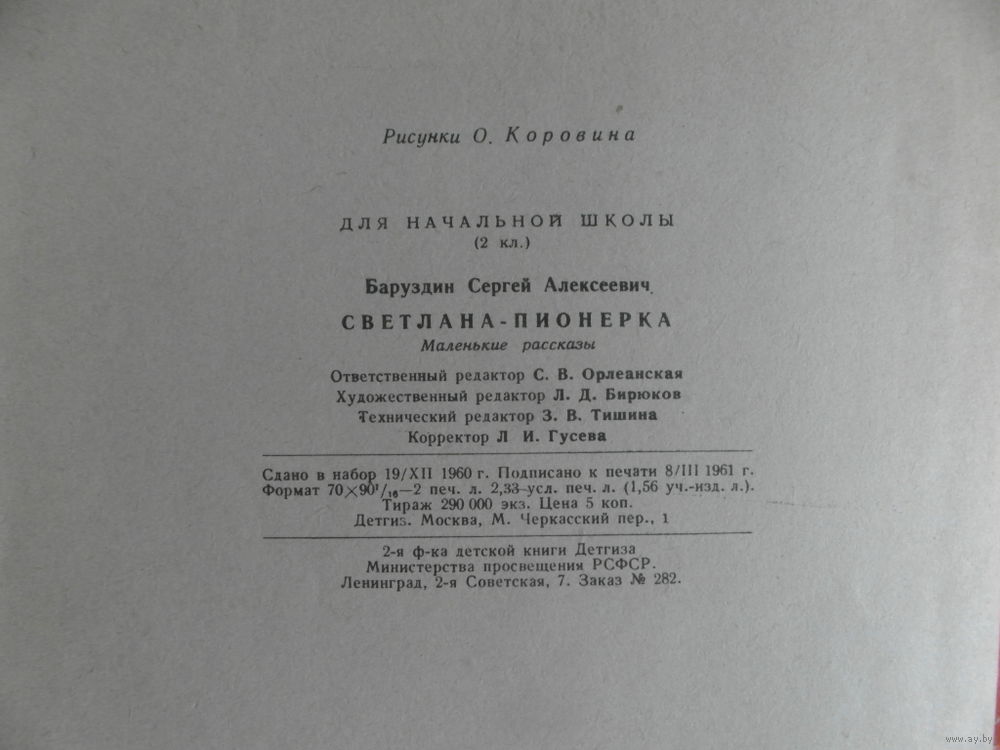 Рисунки О. Коровина
ДЛЯ НАЧАЛЬНОЙ ШКОЛЫ
(2 кл.)
Баруздин Сергей Алексеевич
СВЕТЛАНА-ПИОНЕРКА
Маленькие рассказы
Ответственный редактор С. В. Орлеанская
Художественный редактор Л. Д. Бирюков
Технический редактор З. В. Тишина
Корректор Л И. Гусева
Сдано в набор 19/XII 1960 г. Подписано к печати 8/III 1961 г.
Формат 70×90¹/₁₆—2 печ. л. 2,33-усл. печ. л. (1,56 уч.-изд. л.).
Тираж 290 000 экз. Цена 5 коп.
Детгиз. Москва, М. Черкасский пер., 1
2-я ф-ка детской книги Детгиза
Министерства просвещения РСФСР.
Ленинград, 2-я Советская, 7. Заказ № 282.
www.ay.by